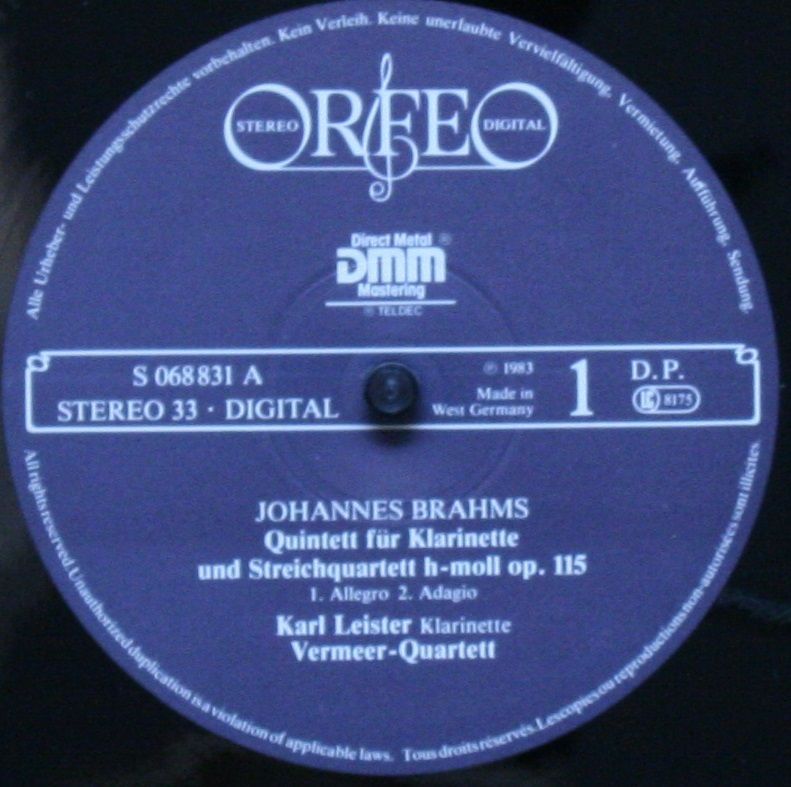 Alle Urheber- und Leistungsschutzrechte vorbehalten. Kein Verleih. Keine unerlaubte Vervielfältigung, Vermietung, Aufführung, Sendung.
ORFEO
STEREO
DIGITAL
Direct Metal ®
DMM
Mastering
® TELDEC
S 068831 A
STEREO 33 · DIGITAL
℗ 1983
Made in
West Germany
1
D.P.
LC 8175
JOHANNES BRAHMS
Quintett für Klarinette
und Streichquartett h-moll op. 115
1. Allegro 2. Adagio
Karl Leister Klarinette
Vermeer-Quartett
All rights reserved Unauthorized duplication is a violation of applicable laws. Tous droits réservés. Les copies ou reproductions non-autorisées sont illicites.